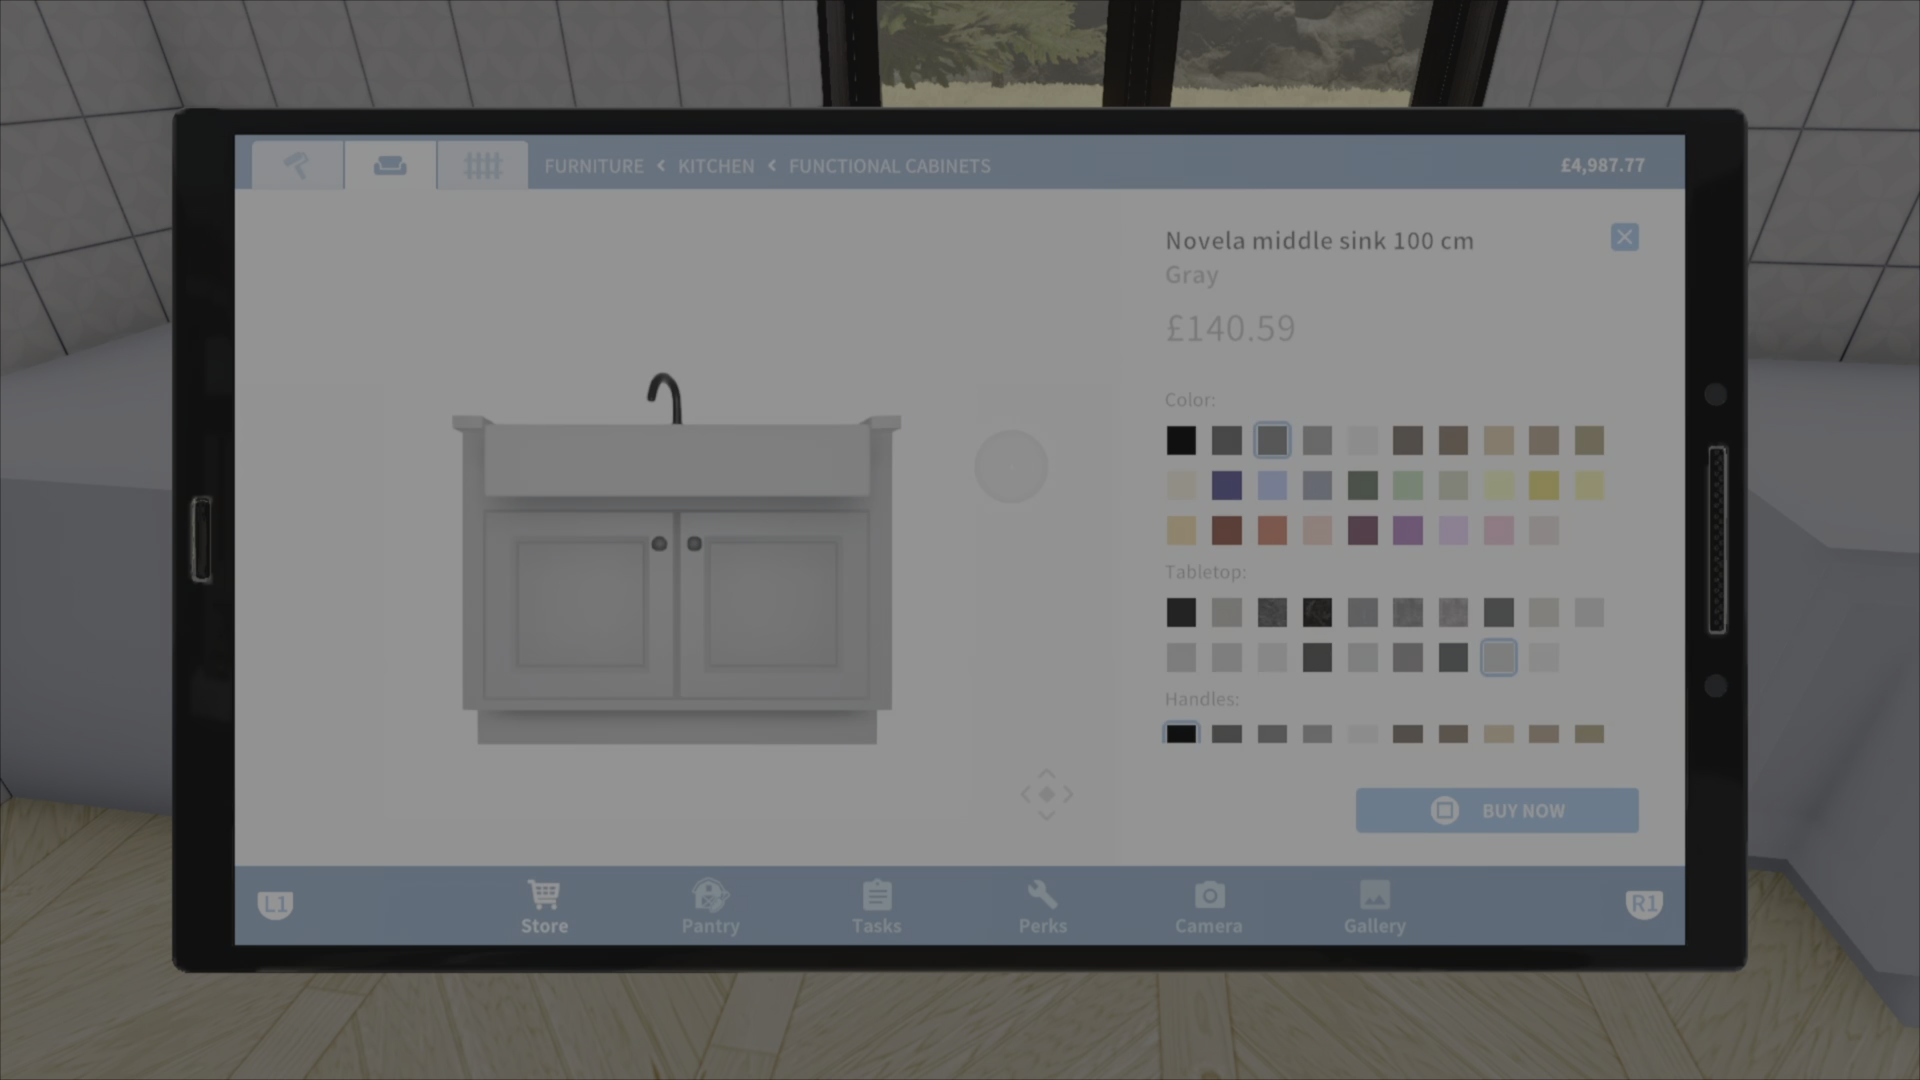 FURNITURE < KITCHEN < FUNCTIONAL CABINETS
£4,987.77
Novela middle sink 100 cm
Gray
£140.59
Color:
Tabletop:
Handles:
BUY NOW
L1
Store
Pantry
Tasks
Perks
Camera
Gallery
R1